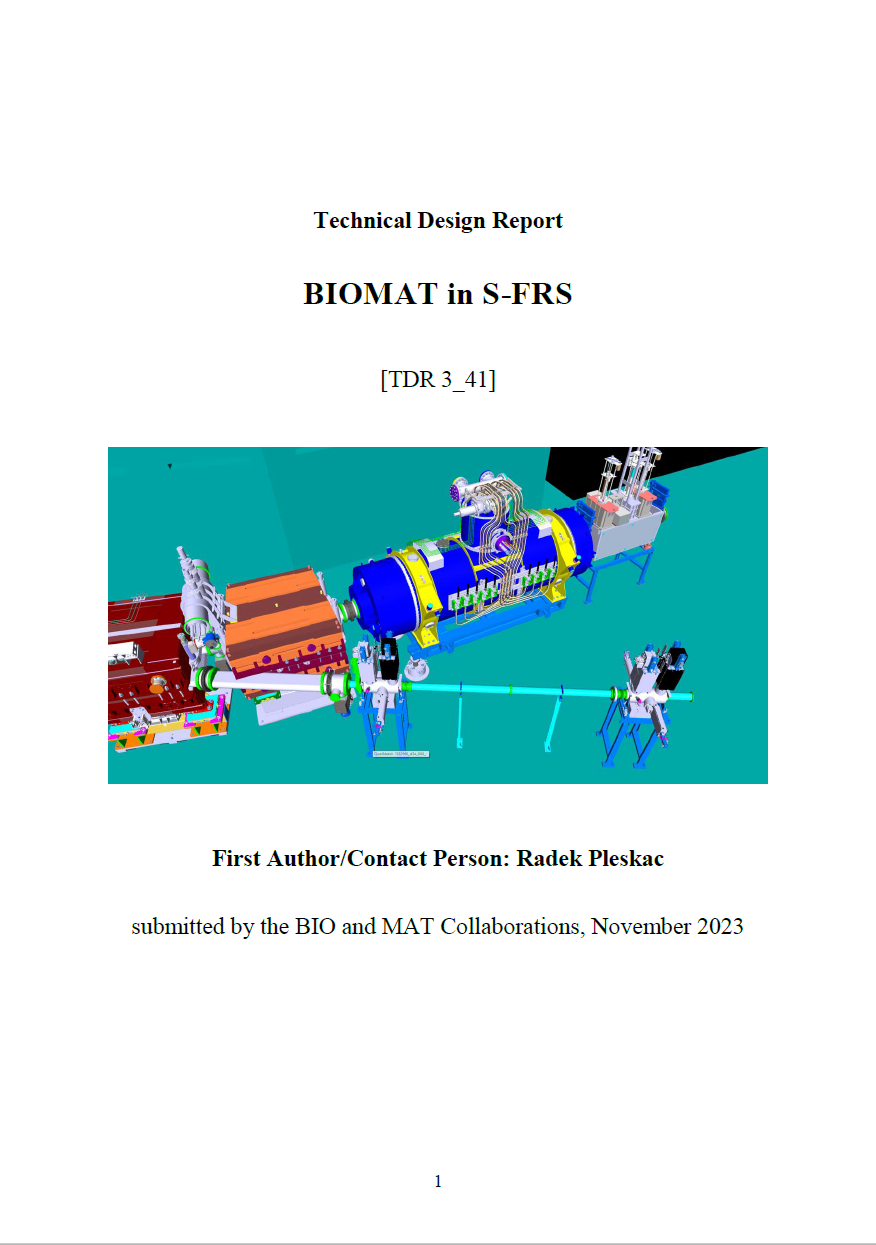 Technical Design Report
BIOMAT in S-FRS
[TDR 3_41]
First Author/Contact Person: Radek Pleskac
submitted by the BIO and MAT Collaborations, November 2023
1